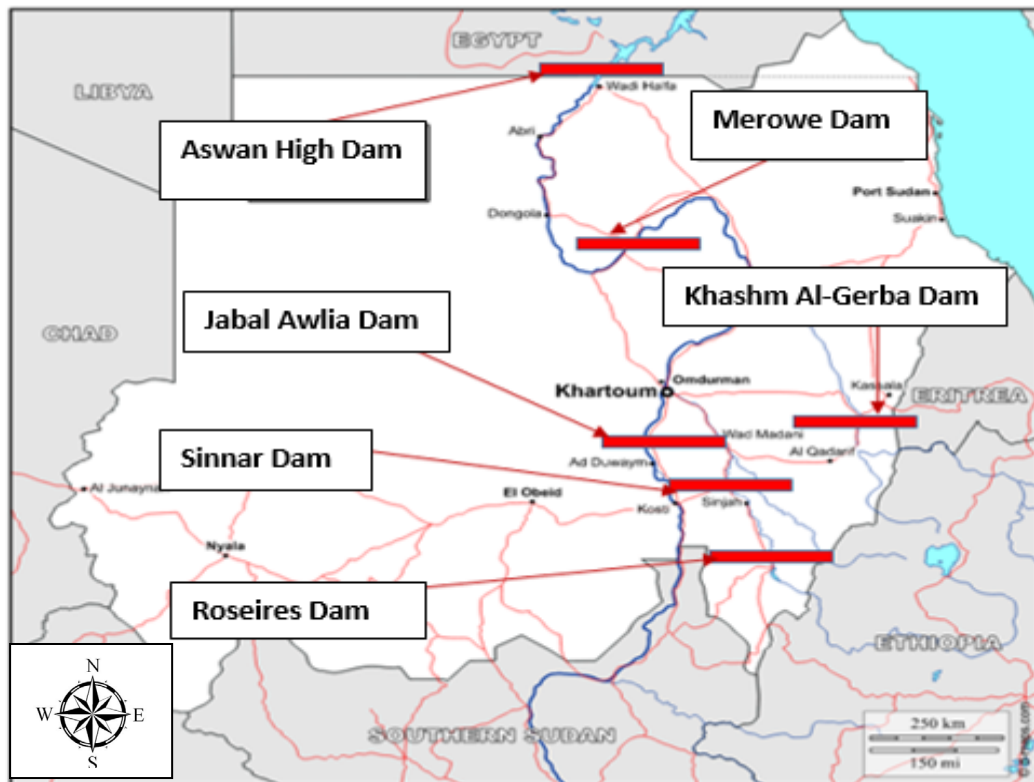 EGYPT
LIBYA
Wadi Halfa
Merowe Dam
Aswan High Dam
Abri
Port Sudan
Dongola
Suakin
Khashm Al-Gerba Dam
Jabal Awlia Dam
CHAD
Omdurman
Khartoum
Kassala
ERITREA
Wad Madani
Sinnar Dam
Al Qadarif
Ad Duwaym
Al Junaynah
El Obeid
Kosti
Sinjah
Nyala
Roseires Dam
ETHIOPIA
N
W E
S
SOUTHERN SUDAN
250 km
150 mi